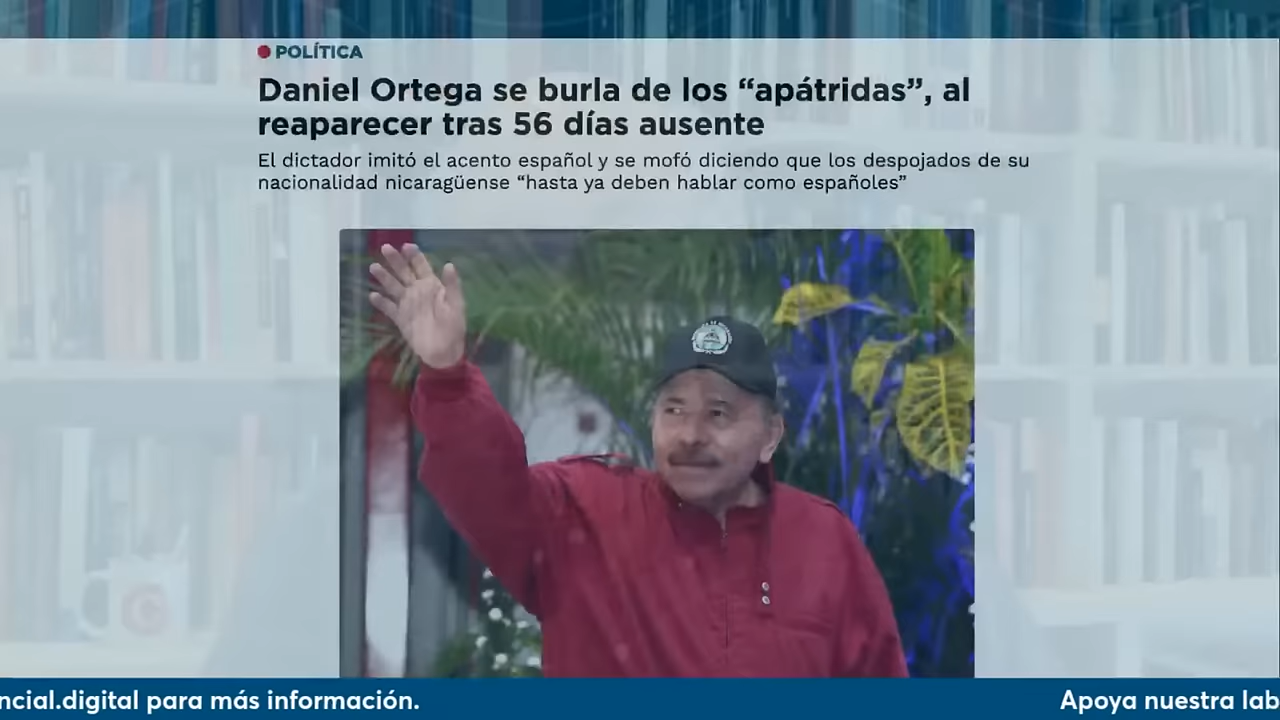 POLÍTICA
Daniel Ortega se burla de los “apátridas”, al
reaparecer tras 56 días ausente
El dictador imitó el acento español y se mofó diciendo que los despojados de su
nacionalidad nicaragüense “hasta ya deben hablar como españoles”
ncial.digital para más información.
Apoya nuestra lab